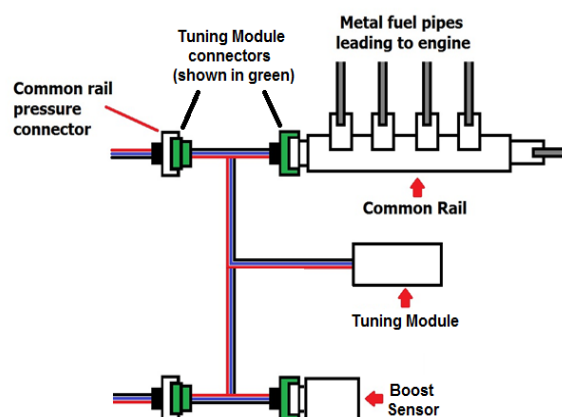 Metal fuel pipes
leading to engine
Tuning Module
connectors
(shown in green)
Common rail
pressure
connector
Common Rail
Tuning Module
Boost
Sensor